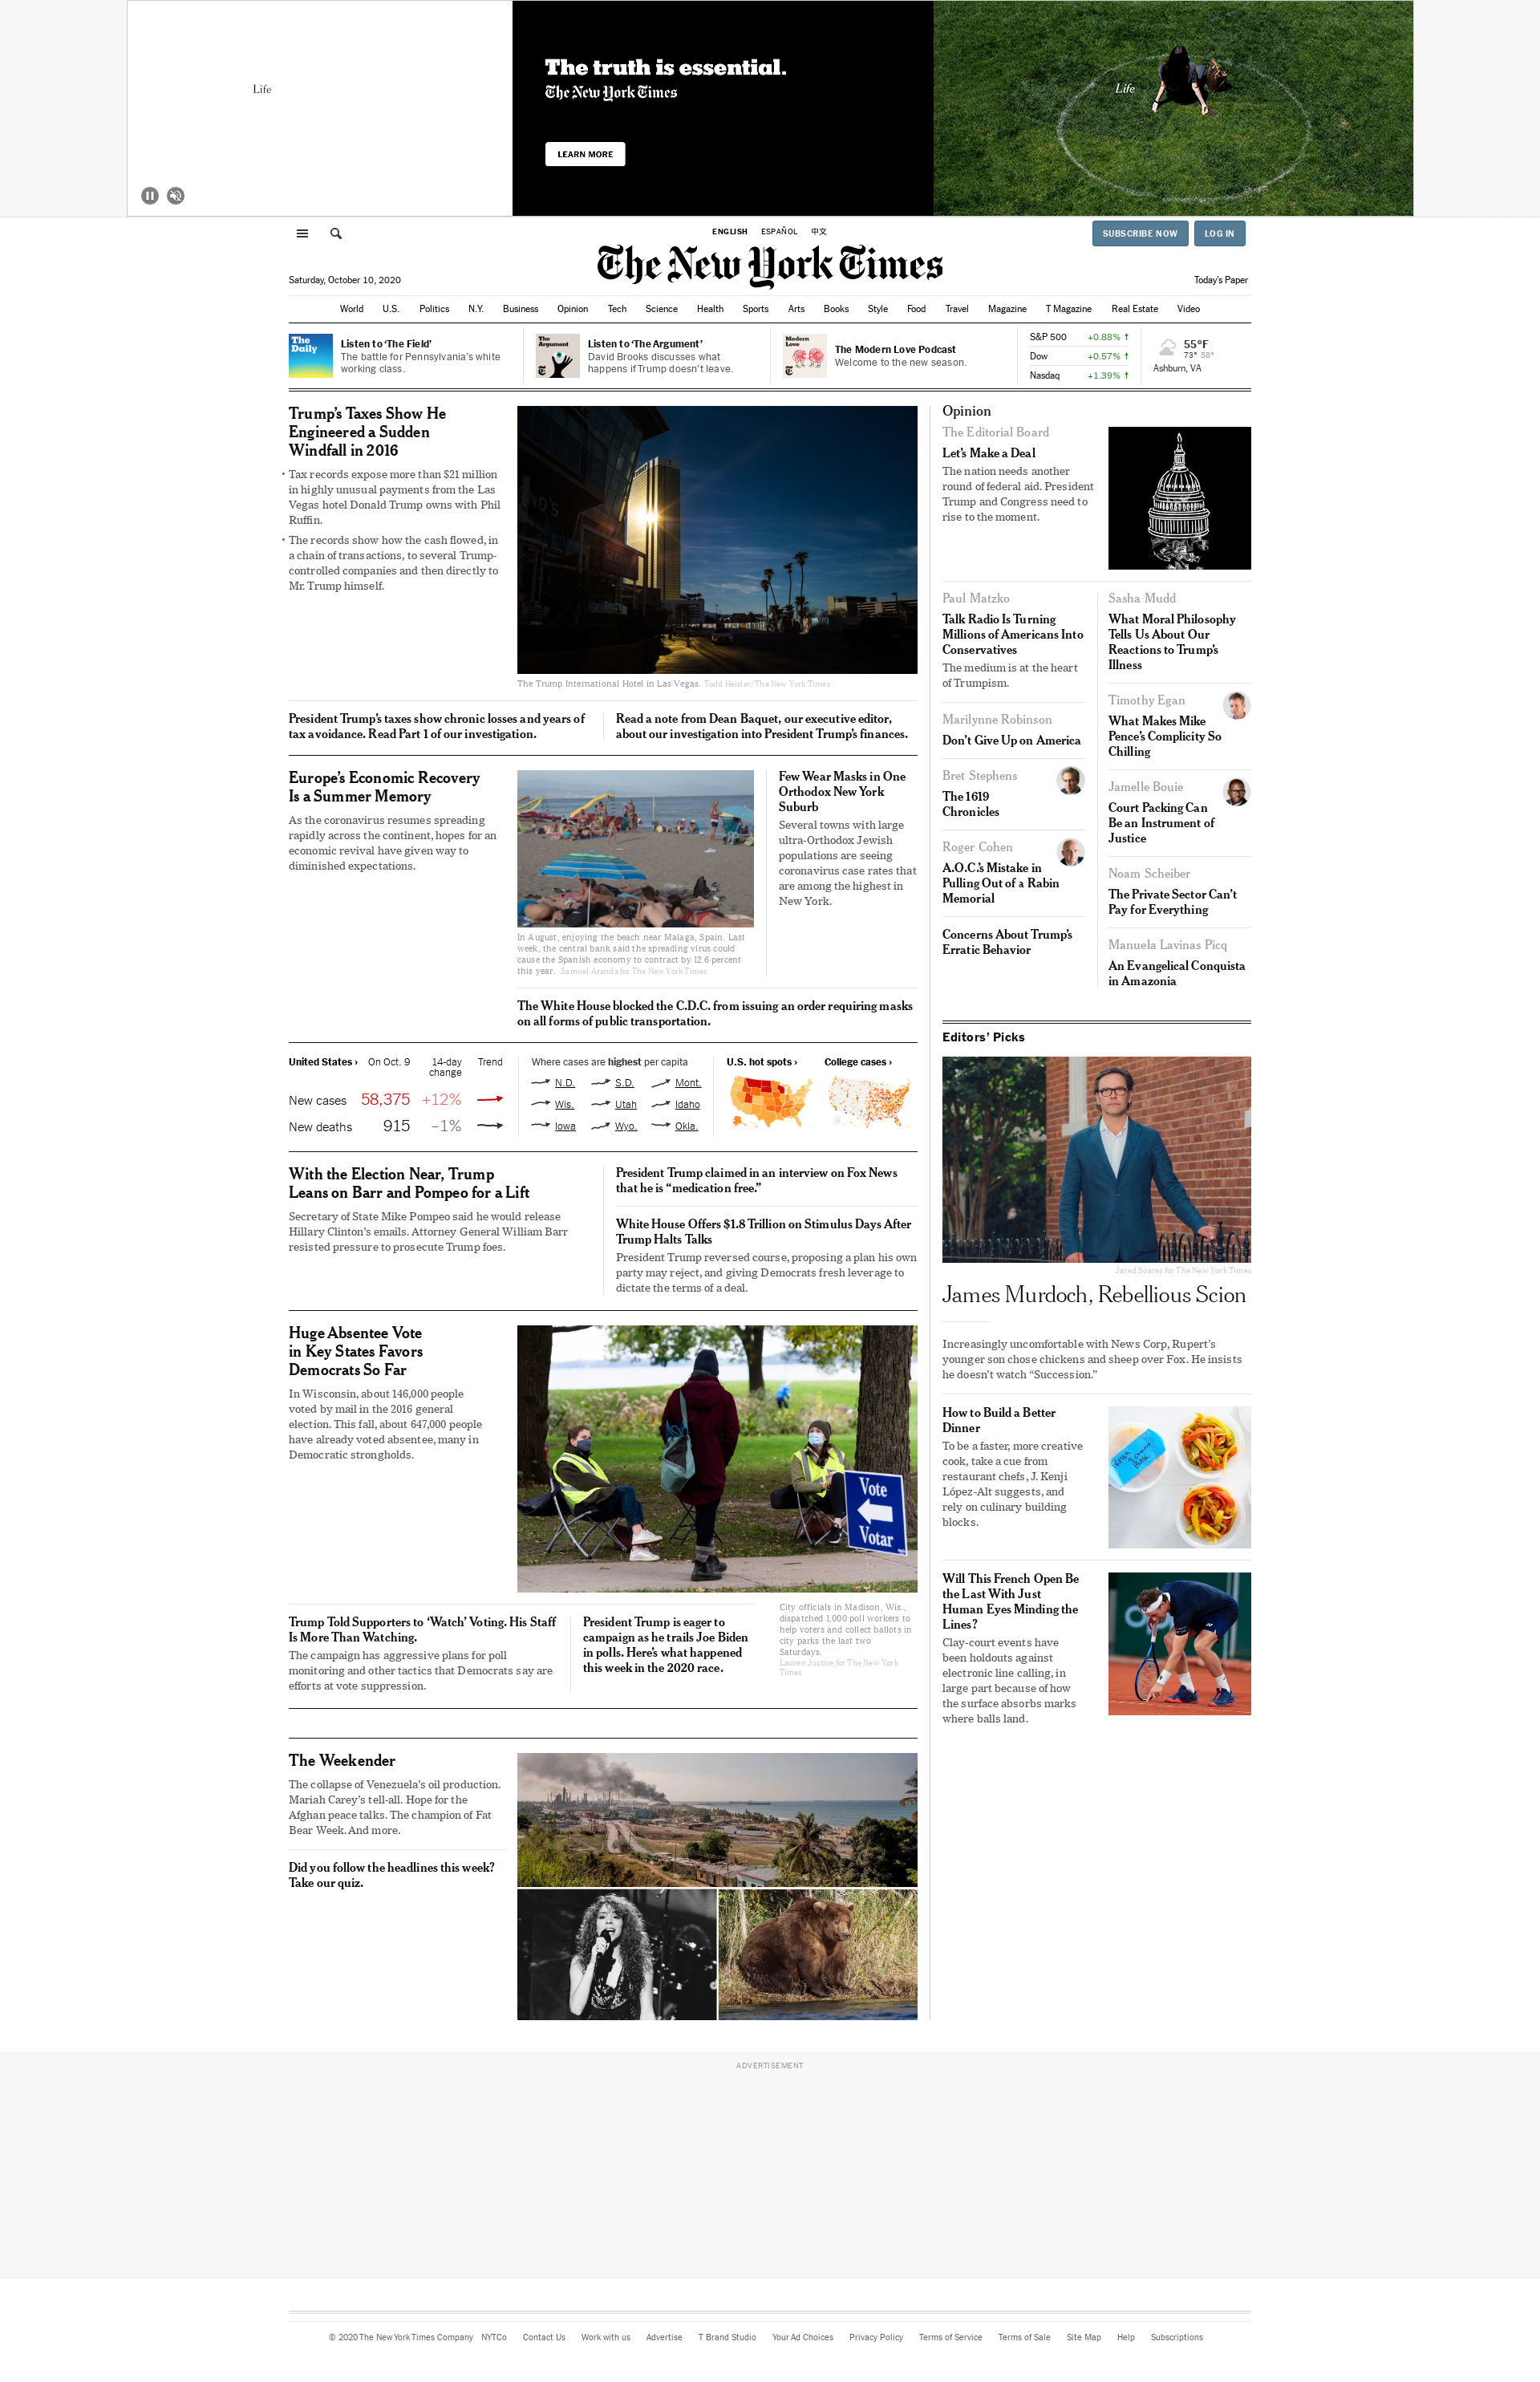 Life
The truth is essential.
The New York Times
LEARN MORE
Life
ENGLISH ESPAÑOL 中文
SUBSCRIBE NOW LOG IN
The New York Times
Saturday, October 10, 2020
Today's Paper
World U.S. Politics N.Y. Business Opinion Tech Science Health Sports Arts Books Style Food Travel Magazine T Magazine Real Estate Video
The Daily
Listen to ‘The Field’
The battle for Pennsylvania’s white
working class.
The Argument
Listen to ‘The Argument’
David Brooks discusses what
happens if Trump doesn’t leave.
Modern Love
The Modern Love Podcast
Welcome to the new season.
S&P 500 +0.88% ↑
Dow +0.57% ↑
Nasdaq +1.39% ↑
55°F
73° 58°
Ashburn, VA
Trump’s Taxes Show He
Engineered a Sudden
Windfall in 2016
• Tax records expose more than $21 million
in highly unusual payments from the Las
Vegas hotel Donald Trump owns with Phil
Ruffin.
• The records show how the cash flowed, in
a chain of transactions, to several Trump-
controlled companies and then directly to
Mr. Trump himself.
The Trump International Hotel in Las Vegas. Todd Heisler/The New York Times
President Trump’s taxes show chronic losses and years of
tax avoidance. Read Part 1 of our investigation.
Read a note from Dean Baquet, our executive editor,
about our investigation into President Trump’s finances.
Europe’s Economic Recovery
Is a Summer Memory
As the coronavirus resumes spreading
rapidly across the continent, hopes for an
economic revival have given way to
diminished expectations.
In August, enjoying the beach near Malaga, Spain. Last
week, the central bank said the spreading virus could
cause the Spanish economy to contract by 12.6 percent
this year. Samuel Aranda for The New York Times
Few Wear Masks in One
Orthodox New York
Suburb
Several towns with large
ultra-Orthodox Jewish
populations are seeing
coronavirus case rates that
are among the highest in
New York.
The White House blocked the C.D.C. from issuing an order requiring masks
on all forms of public transportation.
United States › On Oct. 9 14-day Trend
change
New cases 58,375 +12%
New deaths 915 –1%
Where cases are highest per capita
N.D. S.D. Mont.
Wis. Utah Idaho
Iowa Wyo. Okla.
U.S. hot spots › College cases ›
With the Election Near, Trump
Leans on Barr and Pompeo for a Lift
Secretary of State Mike Pompeo said he would release
Hillary Clinton’s emails. Attorney General William Barr
resisted pressure to prosecute Trump foes.
President Trump claimed in an interview on Fox News
that he is “medication free.”
White House Offers $1.8 Trillion on Stimulus Days After
Trump Halts Talks
President Trump reversed course, proposing a plan his own
party may reject, and giving Democrats fresh leverage to
dictate the terms of a deal.
Huge Absentee Vote
in Key States Favors
Democrats So Far
In Wisconsin, about 146,000 people
voted by mail in the 2016 general
election. This fall, about 647,000 people
have already voted absentee, many in
Democratic strongholds.
Vote
Votar
City officials in Madison, Wis.,
dispatched 1,000 poll workers to
help voters and collect ballots in
city parks the last two
Saturdays.
Lauren Justice for The New York
Times
Trump Told Supporters to ‘Watch’ Voting. His Staff
Is More Than Watching.
The campaign has aggressive plans for poll
monitoring and other tactics that Democrats say are
efforts at vote suppression.
President Trump is eager to
campaign as he trails Joe Biden
in polls. Here’s what happened
this week in the 2020 race.
The Weekender
The collapse of Venezuela’s oil production.
Mariah Carey’s tell-all. Hope for the
Afghan peace talks. The champion of Fat
Bear Week. And more.
Did you follow the headlines this week?
Take our quiz.
Opinion
The Editorial Board
Let’s Make a Deal
The nation needs another
round of federal aid. President
Trump and Congress need to
rise to the moment.
Paul Matzko
Talk Radio Is Turning
Millions of Americans Into
Conservatives
The medium is at the heart
of Trumpism.
Marilynne Robinson
Don’t Give Up on America
Bret Stephens
The 1619
Chronicles
Roger Cohen
A.O.C.’s Mistake in
Pulling Out of a Rabin
Memorial
Concerns About Trump’s
Erratic Behavior
Sasha Mudd
What Moral Philosophy
Tells Us About Our
Reactions to Trump’s
Illness
Timothy Egan
What Makes Mike
Pence’s Complicity So
Chilling
Jamelle Bouie
Court Packing Can
Be an Instrument of
Justice
Noam Scheiber
The Private Sector Can’t
Pay for Everything
Manuela Lavinas Picq
An Evangelical Conquista
in Amazonia
Editors’ Picks
Jared Soares for The New York Times
James Murdoch, Rebellious Scion
Increasingly uncomfortable with News Corp, Rupert’s
younger son chose chickens and sheep over Fox. He insists
he doesn’t watch “Succession.”
How to Build a Better
Dinner
To be a faster, more creative
cook, take a cue from
restaurant chefs, J. Kenji
López-Alt suggests, and
rely on culinary building
blocks.
Will This French Open Be
the Last With Just
Human Eyes Minding the
Lines?
Clay-court events have
been holdouts against
electronic line calling, in
large part because of how
the surface absorbs marks
where balls land.
ADVERTISEMENT
© 2020 The New York Times Company NYTCo Contact Us Work with us Advertise T Brand Studio Your Ad Choices Privacy Policy Terms of Service Terms of Sale Site Map Help Subscriptions